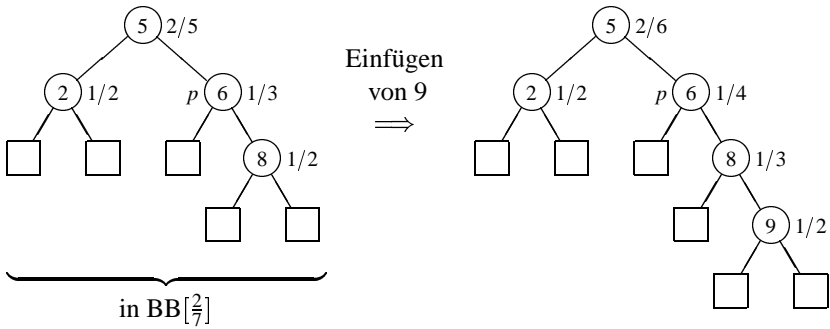 5 2/5
2 1/2 p 6 1/3
8 1/2
in BB[2/7]
Einfügen
von 9
⟹
5 2/6
2 1/2 p 6 1/4
8 1/3
9 1/2